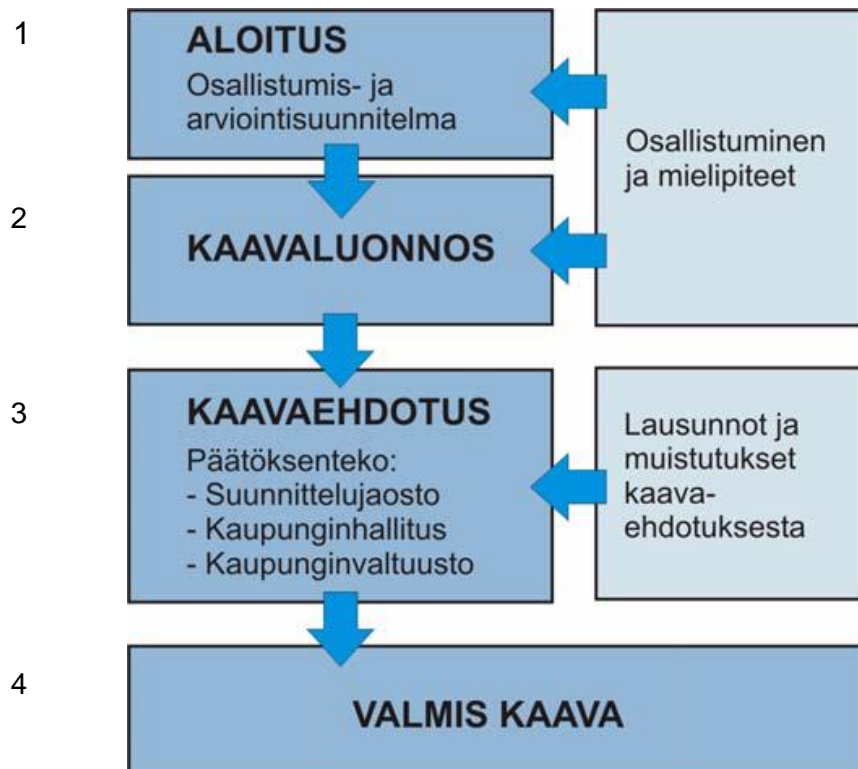 1
ALOITUS
Osallistumis- ja
arviointisuunnitelma
Osallistuminen
ja mielipiteet
2
KAAVALUONNOS
3
KAAVAEHDOTUS
Päätöksenteko:
- Suunnittelujaosto
- Kaupunginhallitus
- Kaupunginvaltuusto
Lausunnot ja
muistutukset
kaava-
ehdotuksesta
4
VALMIS KAAVA